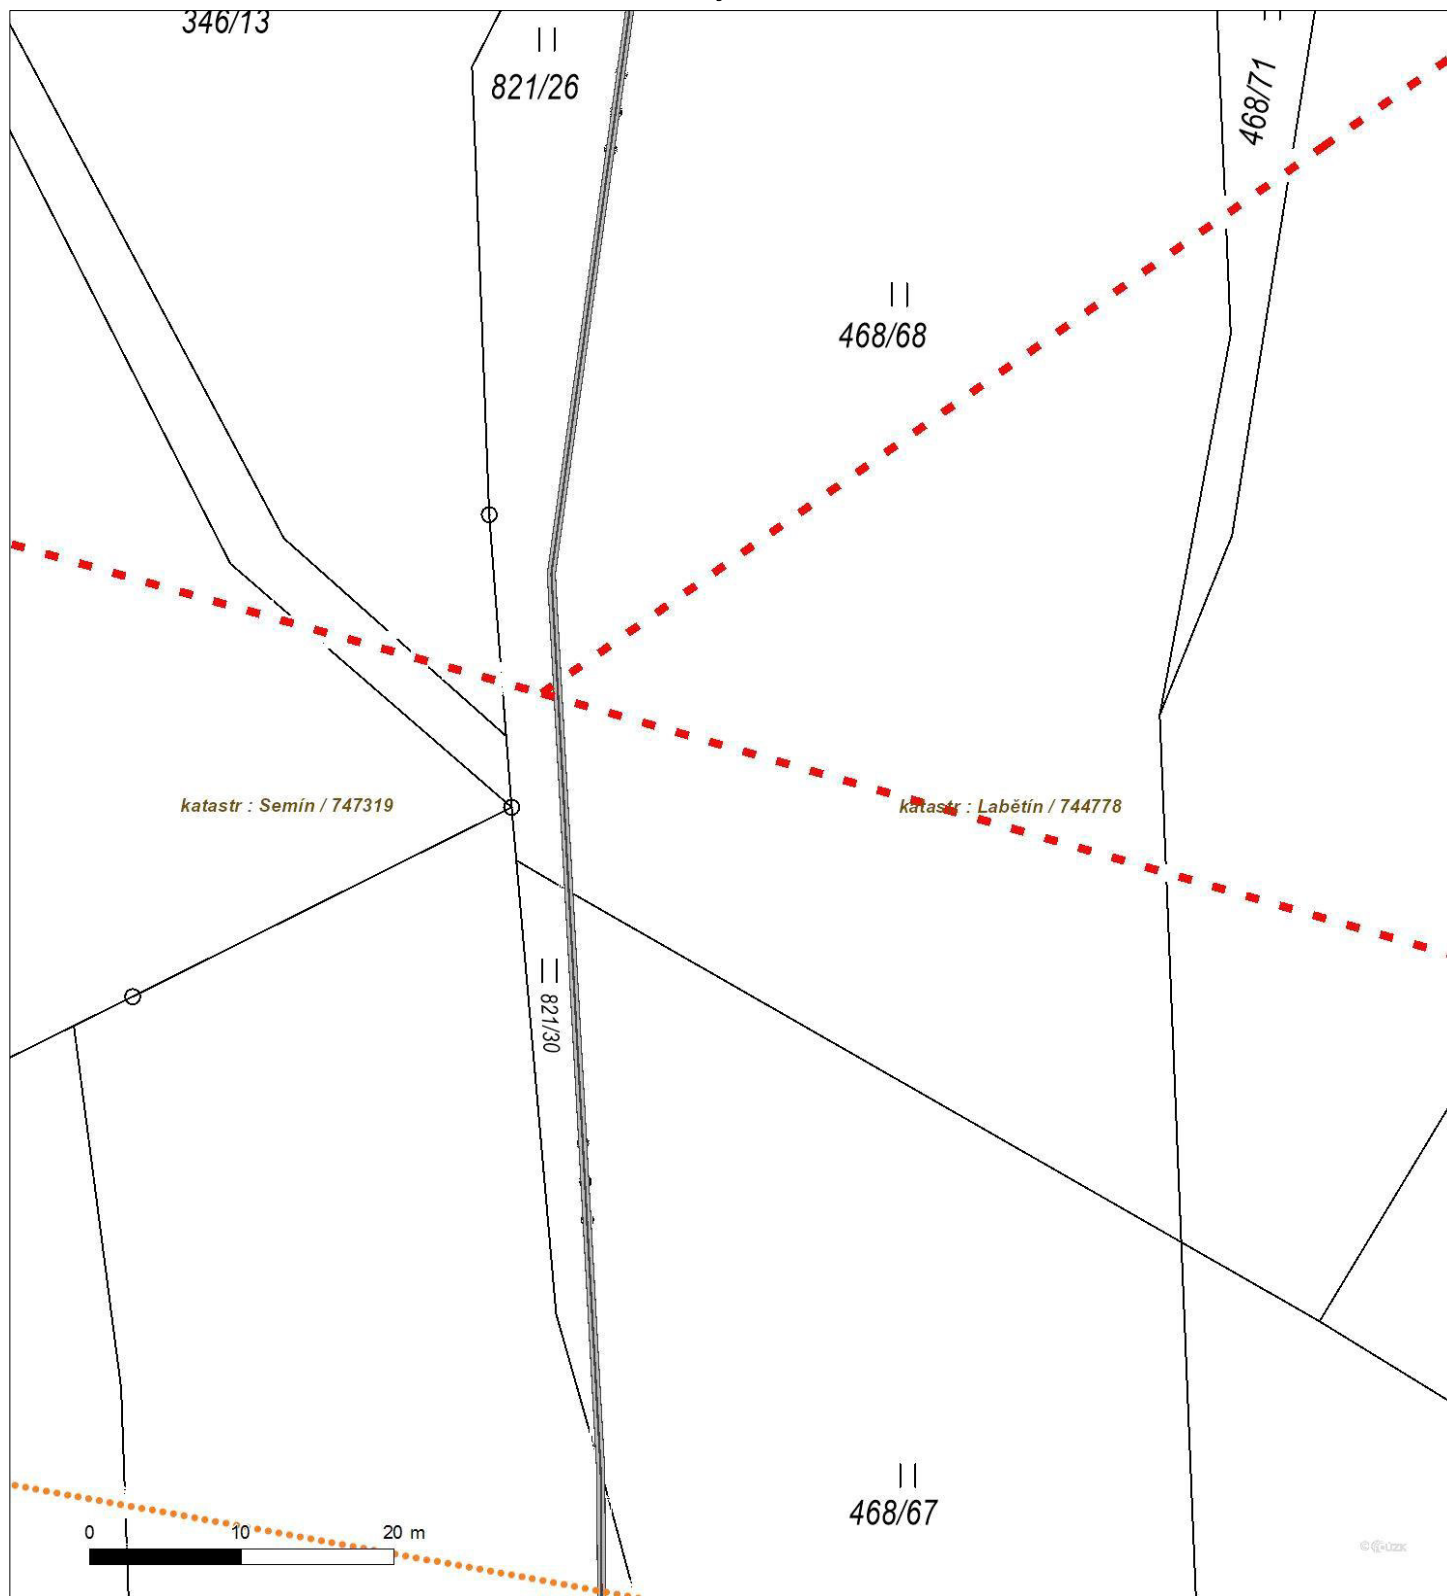 346/13
821/26
468/71
468/68
katastr : Semín / 747319
katastr : Labětín / 744778
821/30
468/67
0 10 20 m
© ČÚZK